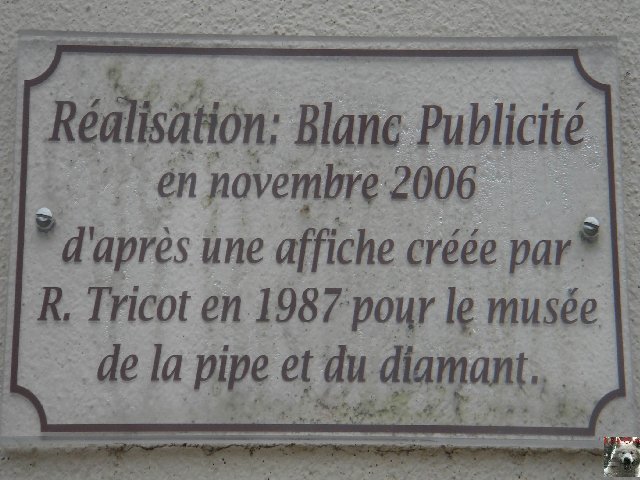 Réalisation: Blanc Publicité
en novembre 2006
d'après une affiche créée par
R. Tricot en 1987 pour le musée
de la pipe et du diamant.